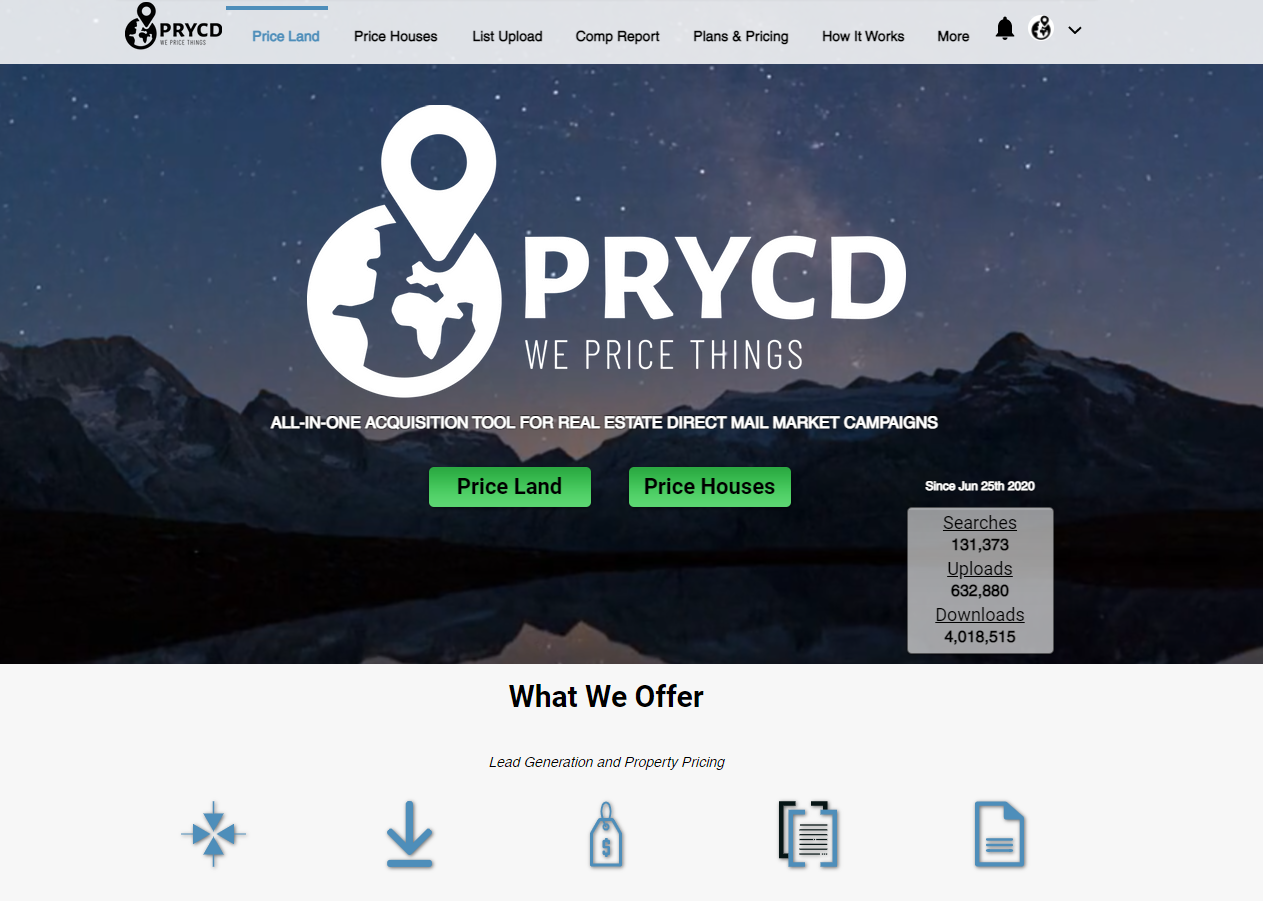 PRYCD
WE PRICE THINGS
Price Land
Price Houses
List Upload
Comp Report
Plans & Pricing
How It Works
More
PRYCD
WE PRICE THINGS
ALL-IN-ONE ACQUISITION TOOL FOR REAL ESTATE DIRECT MAIL MARKET CAMPAIGNS
Price Land
Price Houses
Since Jun 25th 2020
Searches
131,373
Uploads
632,880
Downloads
4,018,515
What We Offer
Lead Generation and Property Pricing
$